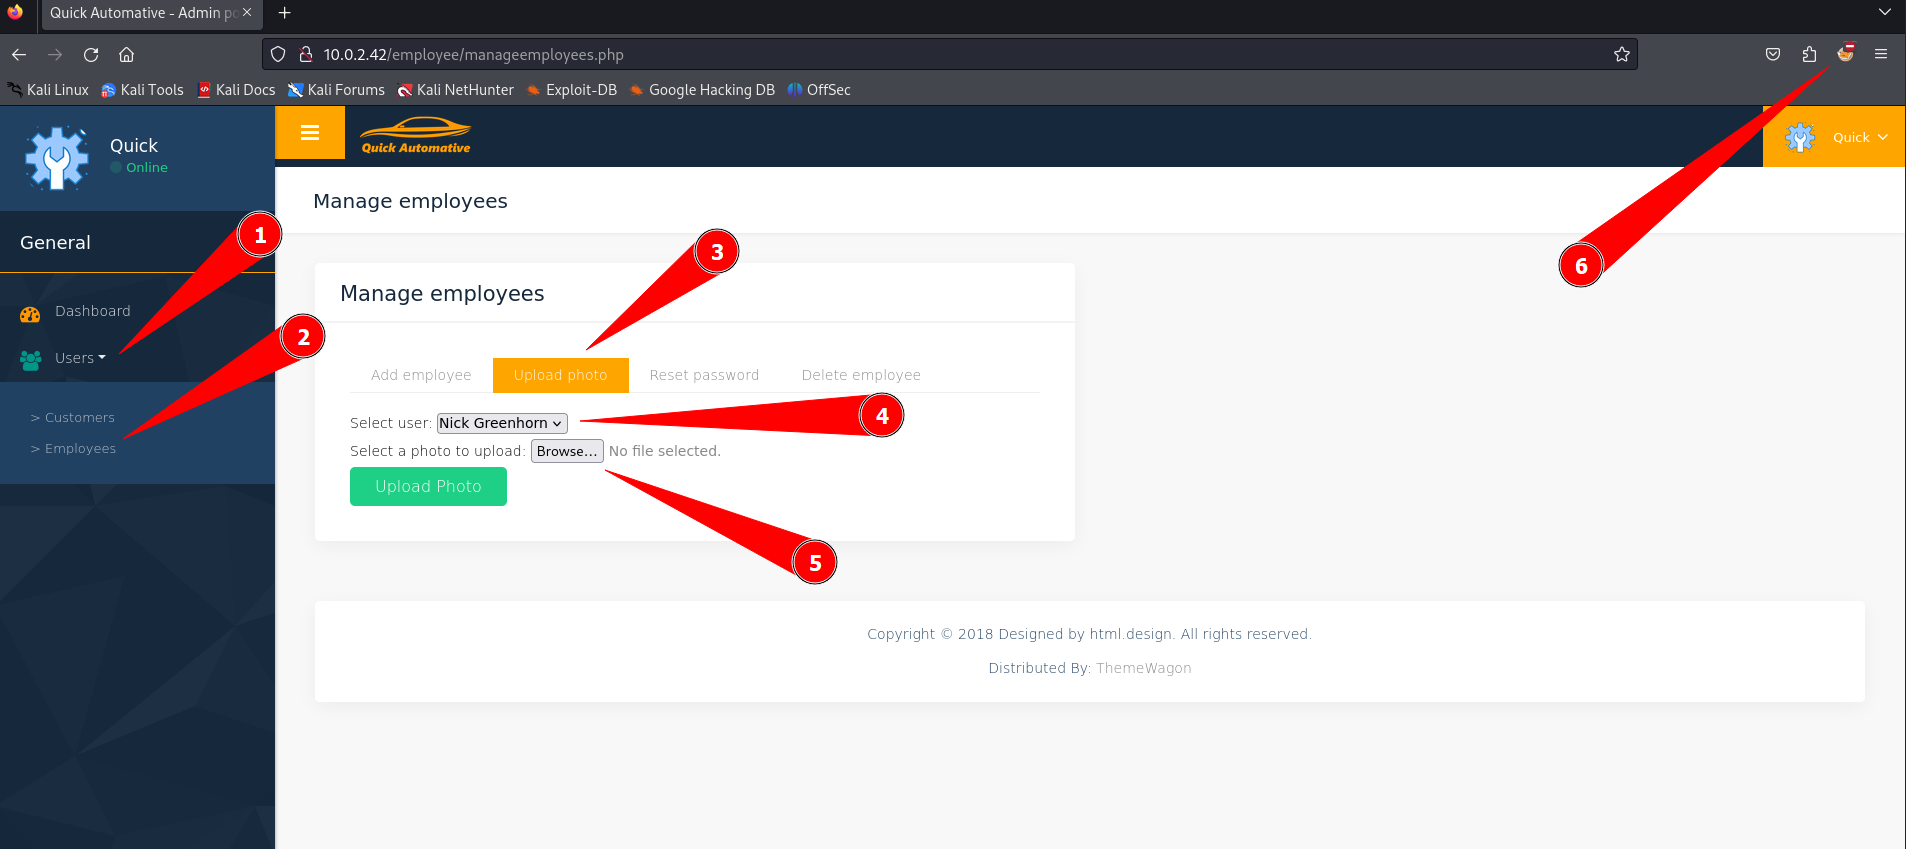 Quick Automative - Admin po
10.0.2.42/employee/manageemployees.php
Kali Linux Kali Tools Kali Docs Kali Forums Kali NetHunter Exploit-DB Google Hacking DB OffSec
Quick
Online
Quick Automative
Quick
Manage employees
General
1
Dashboard
Users
2
> Customers
> Employees
3
6
Manage employees
Add employee Upload photo Reset password Delete employee
Select user: Nick Greenhorn
4
Select a photo to upload: Browse... No file selected.
Upload Photo
5
Copyright © 2018 Designed by html.design. All rights reserved.
Distributed By: ThemeWagon